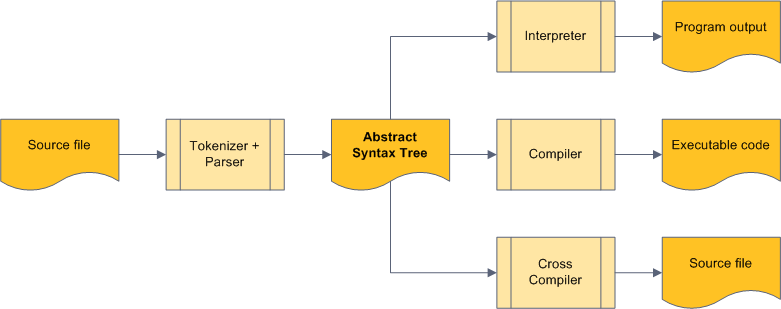 Interpreter
Program output
Source file
Tokenizer +
Parser
Abstract
Syntax Tree
Compiler
Executable code
Cross
Compiler
Source file